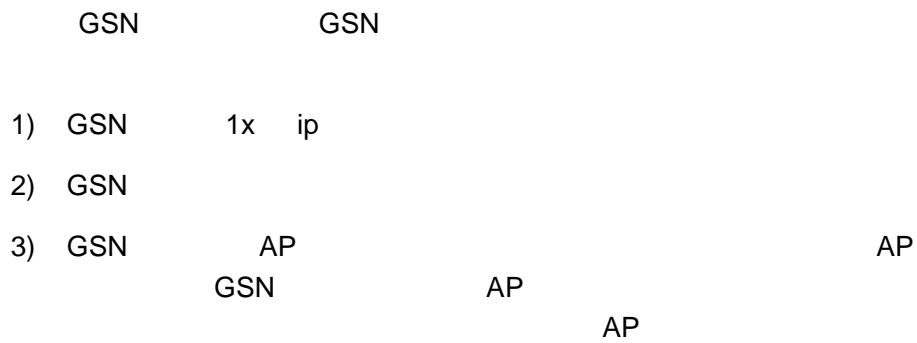 GSN GSN
1) GSN 1x ip
2) GSN
3) GSN AP AP
GSN AP
AP